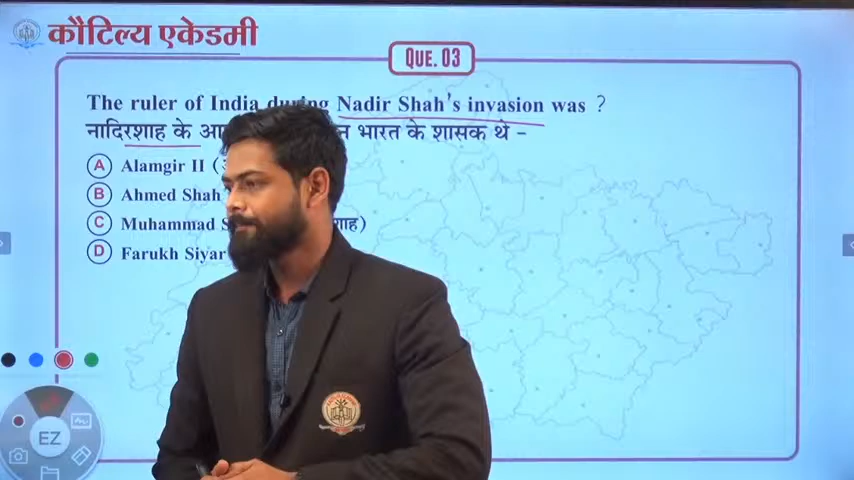 कौटिल्य एकेडमी
QUE. 03
The ruler of India during Nadir Shah's invasion was ?
नादिरशाह के भारत के शासक थे -
A Alamgir II
B Ahmed Shah
C Muhammad
D Farukh Siyar
EZ